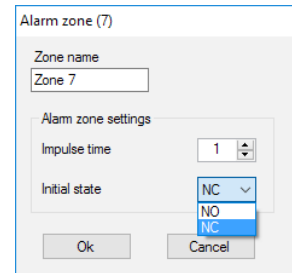 Alarm zone (7)
Zone name
Zone 7
Alarm zone settings
Impulse time 1
Initial state NC
NO
NC
Ok Cancel